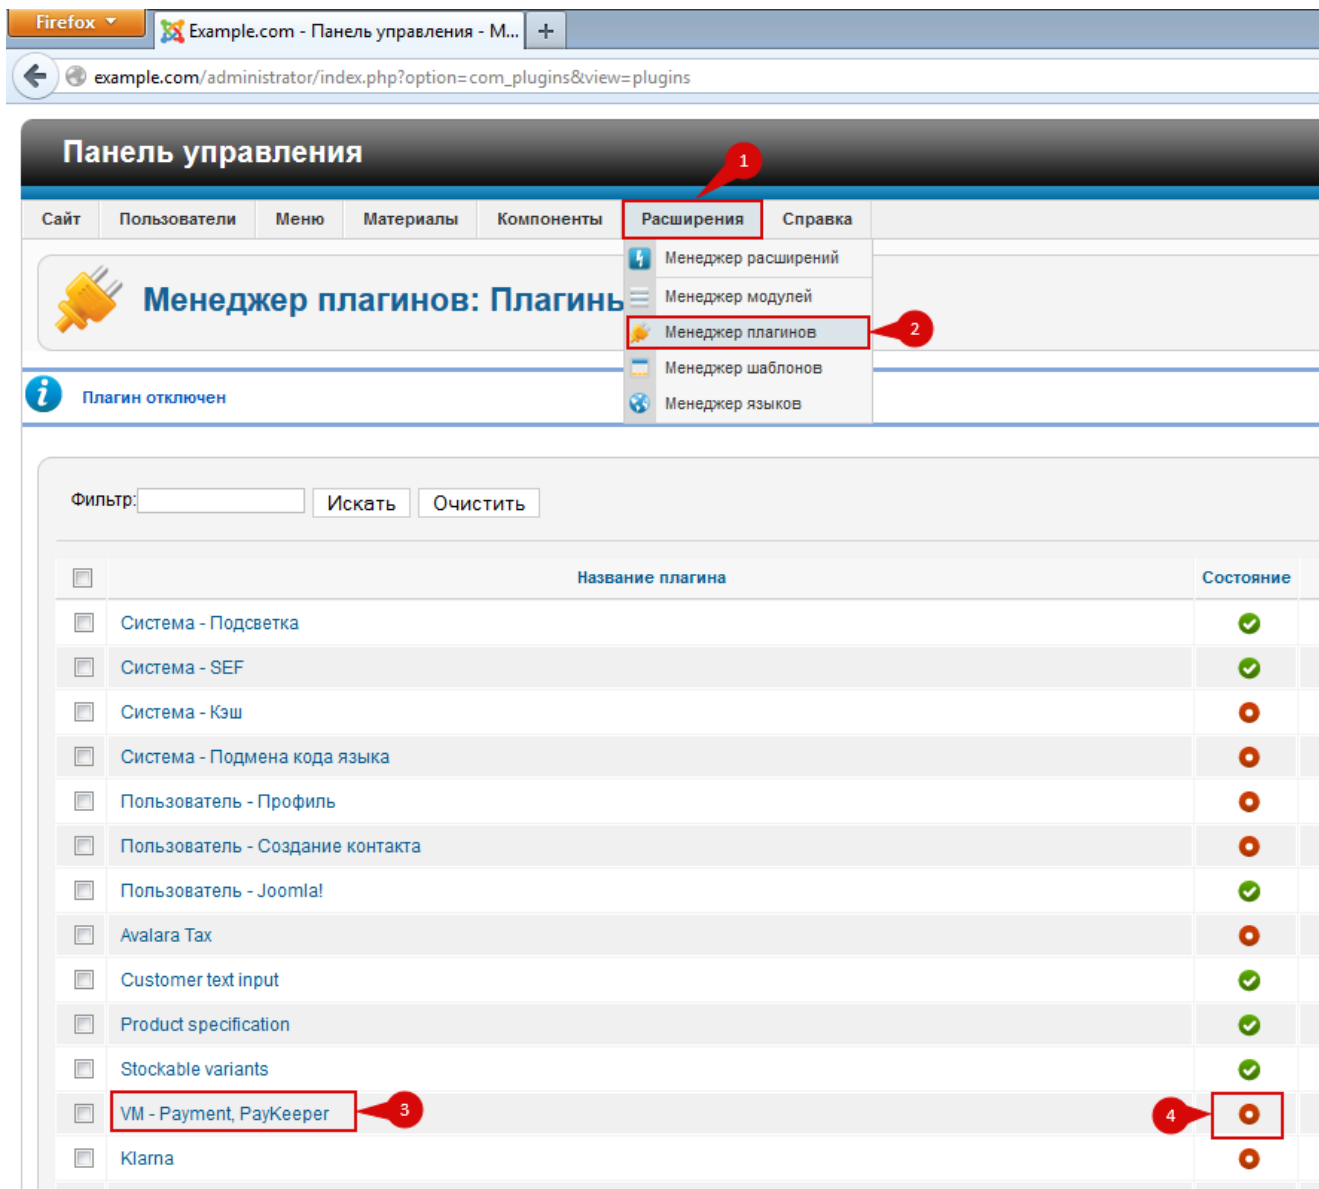 Firefox
Example.com - Панель управления - М...
example.com/administrator/index.php?option=com_plugins&view=plugins
Панель управления
1
Сайт Пользователи Меню Материалы Компоненты Расширения Справка
Менеджер расширений
Менеджер плагинов: Плагины
Менеджер модулей
Менеджер плагинов
2
Менеджер шаблонов
Плагин отключен
Менеджер языков
Фильтр: Искать Очистить
Название плагина Состояние
Система - Подсветка
Система - SEF
Система - Кэш
Система - Подмена кода языка
Пользователь - Профиль
Пользователь - Создание контакта
Пользователь - Joomla!
Avalara Tax
Customer text input
Product specification
Stockable variants
VM - Payment, PayKeeper 3 4
Klarna